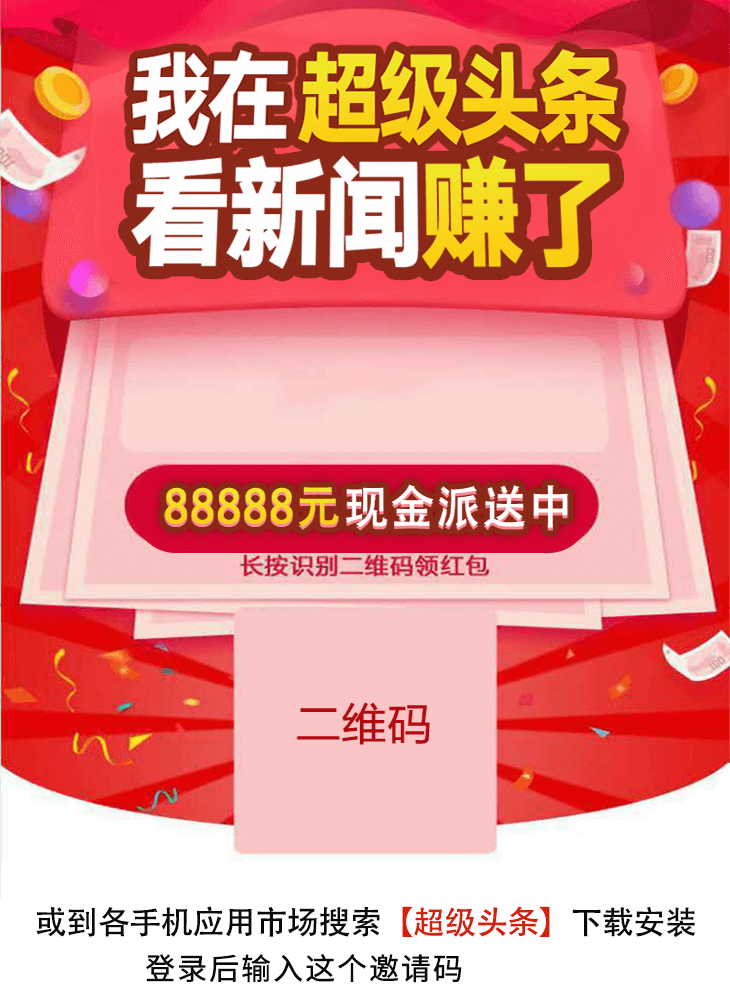 我在超级头条
看新闻赚了
88888元现金派送中
长按识别二维码领红包
二维码
或到各手机应用市场搜索【超级头条】下载安装
登录后输入这个邀请码